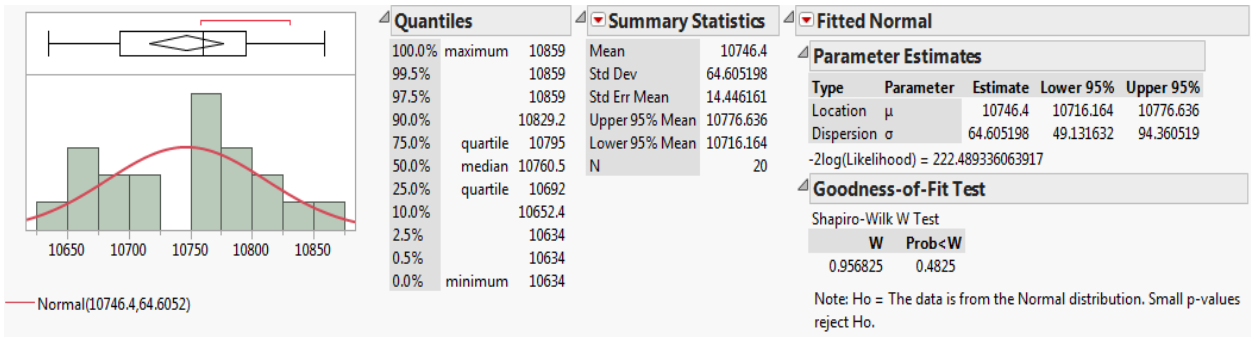 10650 10700 10750 10800 10850
Normal(10746.4,64.6052)
Quantiles
100.0% maximum 10859
99.5% 10859
97.5% 10859
90.0% 10829.2
75.0% quartile 10795
50.0% median 10760.5
25.0% quartile 10692
10.0% 10652.4
2.5% 10634
0.5% 10634
0.0% minimum 10634
Summary Statistics
Mean 10746.4
Std Dev 64.605198
Std Err Mean 14.446161
Upper 95% Mean 10776.636
Lower 95% Mean 10716.164
N 20
Fitted Normal
Parameter Estimates
Type Parameter Estimate Lower 95% Upper 95%
Location μ 10746.4 10716.164 10776.636
Dispersion σ 64.605198 49.131632 94.360519
-2log(Likelihood) = 222.489336063917
Goodness-of-Fit Test
Shapiro-Wilk W Test
W Prob<W
0.956825 0.4825
Note: Ho = The data is from the Normal distribution. Small p-values
reject Ho.